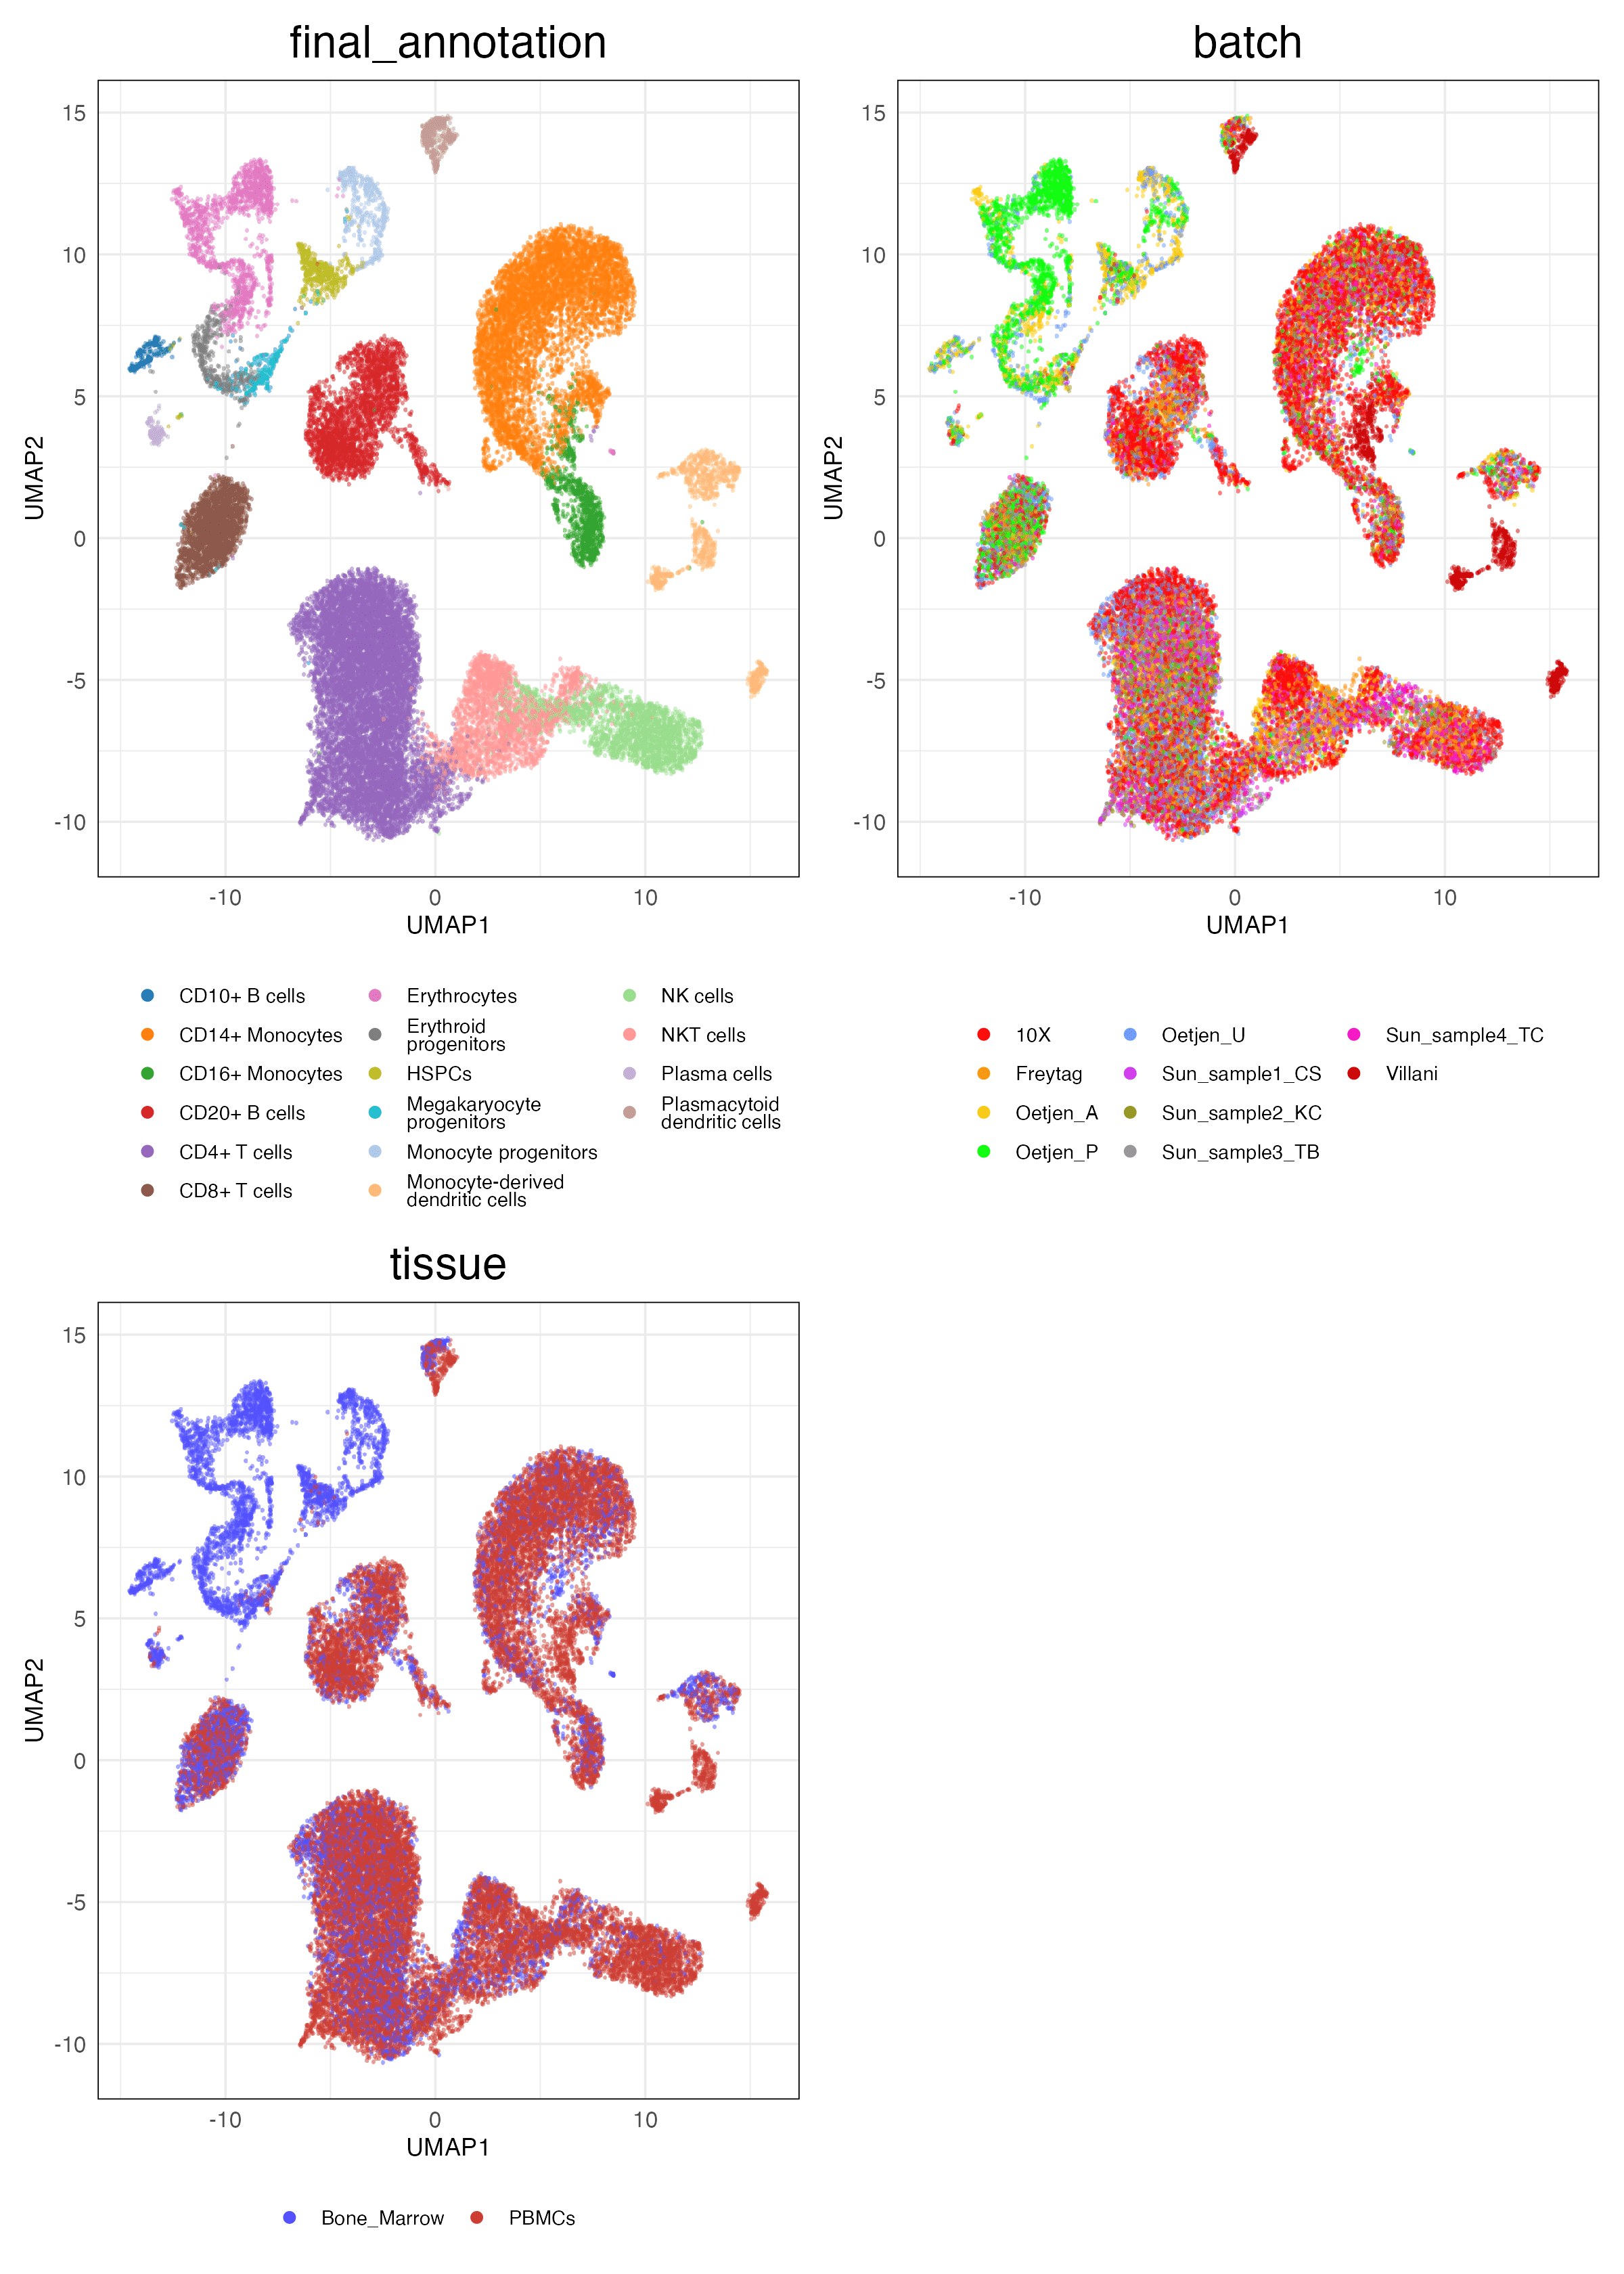 final_annotation
batch
15
10
5
0
-5
-10
UMAP2
-10
0
10
UMAP1
15
10
5
0
-5
-10
UMAP2
-10
0
10
UMAP1
CD10+ B cells
CD14+ Monocytes
CD16+ Monocytes
CD20+ B cells
CD4+ T cells
CD8+ T cells
Erythrocytes
Erythroid
progenitors
HSPCs
Megakaryocyte
progenitors
Monocyte progenitors
Monocyte-derived
dendritic cells
NK cells
NKT cells
Plasma cells
Plasmacytoid
dendritic cells
10X
Freytag
Oetjen_A
Oetjen_P
Oetjen_U
Sun_sample1_CS
Sun_sample2_KC
Sun_sample3_TB
Sun_sample4_TC
Villani
tissue
15
10
5
0
-5
-10
UMAP2
-10
0
10
UMAP1
Bone_Marrow
PBMCs